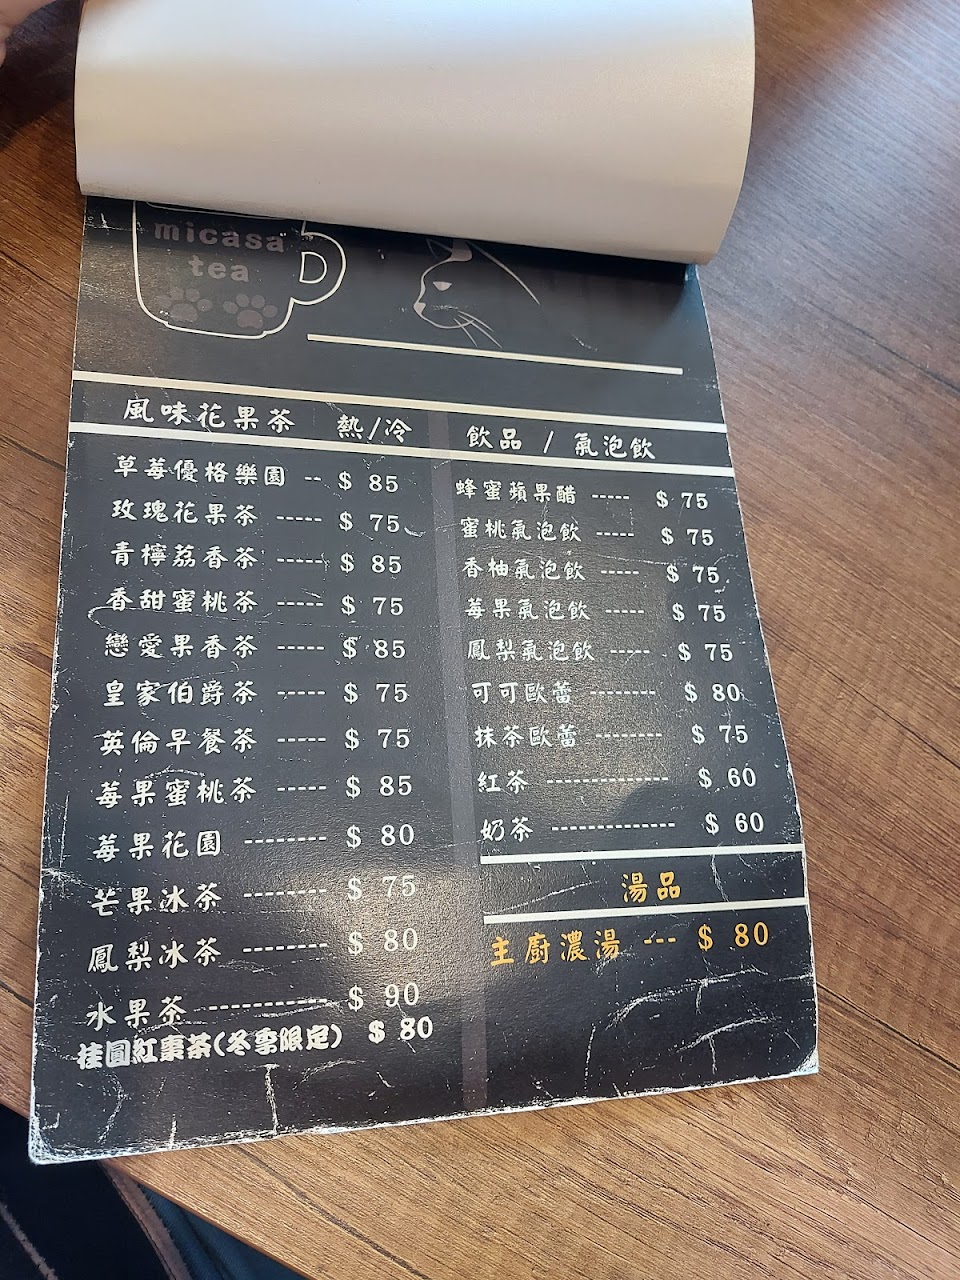 micasa
tea
風味花果茶 熱/冷
草莓優格樂園 -- $ 85
玫瑰花果茶 ----- $ 75
青檸荔香茶 ----- $ 85
香甜蜜桃茶 ----- $ 75
戀愛果香茶 ----- $ 85
皇家伯爵茶 ----- $ 75
英倫早餐茶 ----- $ 75
莓果蜜桃茶 ----- $ 85
莓果花園 -------- $ 80
芒果冰茶 -------- $ 75
鳳梨冰茶 -------- $ 80
水果茶 ----------- $ 90
桂圓紅棗茶(冬季限定) $ 80
飲品 / 氣泡飲
蜂蜜蘋果醋 ----- $ 75
蜜桃氣泡飲 ----- $ 75
香柚氣泡飲 ----- $ 75
莓果氣泡飲 ----- $ 75
鳳梨氣泡飲 ----- $ 75
可可歐蕾 -------- $ 80
抹茶歐蕾 -------- $ 75
紅茶 -------------- $ 60
奶茶 -------------- $ 60
湯品
主廚濃湯 --- $ 80